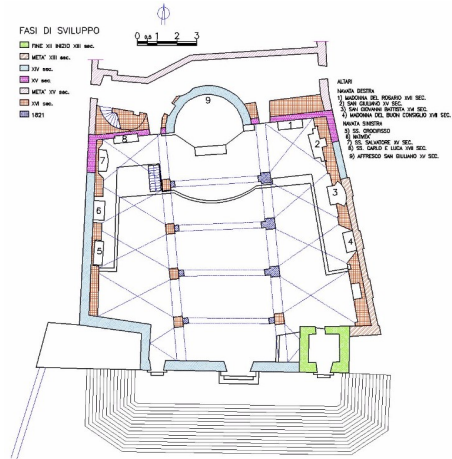 FASI DI SVILUPPO
FINE XII INIZIO XIII sec.
META' XIII sec.
XIV sec.
XV sec.
META' XV sec.
XVI sec.
1821
0 0,5 1 2 3
ALTARI
NAVATA DESTRA
1) MADONNA DEL ROSARIO XVII SEC.
2) SAN GIULIANO XV SEC.
3) SAN GIOVANNI BATTISTA XVI SEC.
4) MADONNA DEL BUON CONSIGLIO XVIII SEC.
NAVATA SINISTRA
5) SS. CROCIFISSO
6)
7) SS. SALVATORE XV SEC.
8) SS. CARLO E LUCA XVII SEC.
9) AFFRESCO SAN GIULIANO XV SEC.
9
8
2
7
3
6
4
5